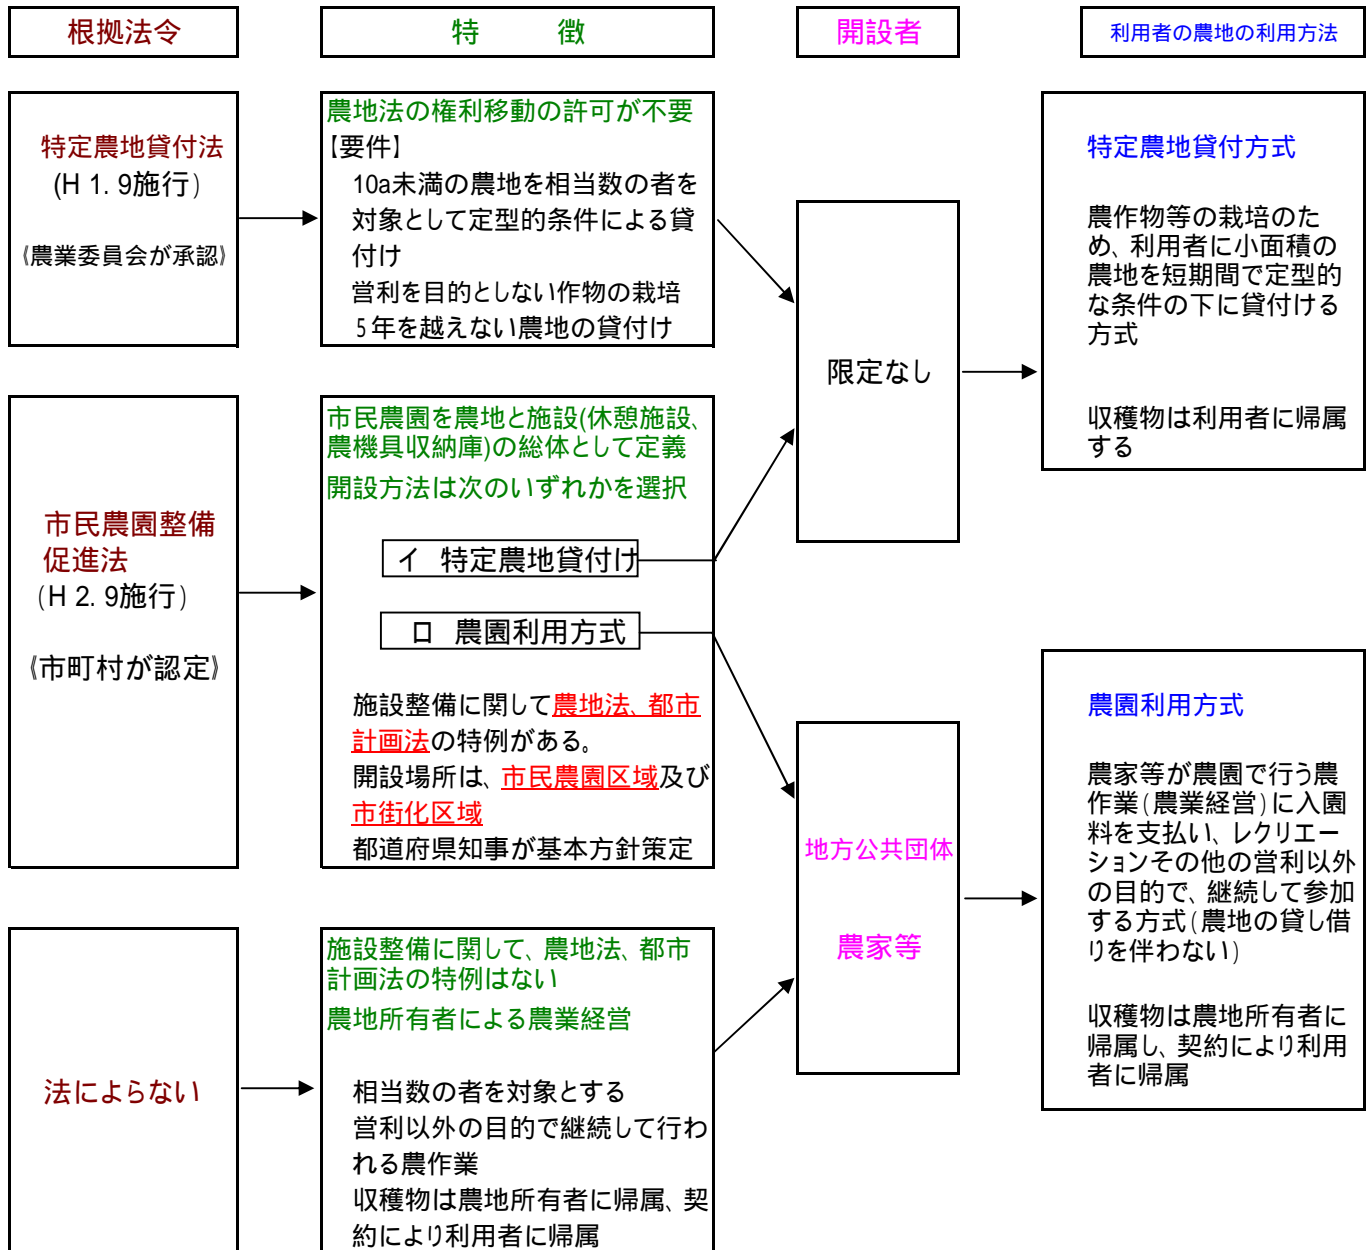 根拠法令
特　　徴
開設者
利用者の農地の利用方法
特定農地貸付法
(H 1. 9施行)
《農業委員会が承認》
農地法の権利移動の許可が不要
【要件】
10a未満の農地を相当数の者を
対象として定型的条件による貸
付け
営利を目的としない作物の栽培
5年を越えない農地の貸付け
限定なし
特定農地貸付方式
農作物等の栽培のた
め、利用者に小面積の
農地を短期間で定型的
な条件の下に貸付ける
方式
収穫物は利用者に帰属
する
市民農園整備
促進法
(H 2. 9施行)
《市町村が認定》
市民農園を農地と施設(休憩施設、
農機具収納庫)の総体として定義
開設方法は次のいずれかを選択
イ　特定農地貸付け
ロ　農園利用方式
施設整備に関して農地法、都市
計画法の特例がある。
開設場所は、市民農園区域及び
市街化区域
都道府県知事が基本方針策定
地方公共団体
農家等
農園利用方式
農家等が農園で行う農
作業(農業経営)に入園
料を支払い、レクリエー
ションその他の営利以外
の目的で、継続して参加
する方式(農地の貸し借
りを伴わない)
収穫物は農地所有者に
帰属し、契約により利用
者に帰属
法によらない
施設整備に関して、農地法、都市
計画法の特例はない
農地所有者による農業経営
相当数の者を対象とする
営利以外の目的で継続して行わ
れる農作業
収穫物は農地所有者に帰属、契
約により利用者に帰属